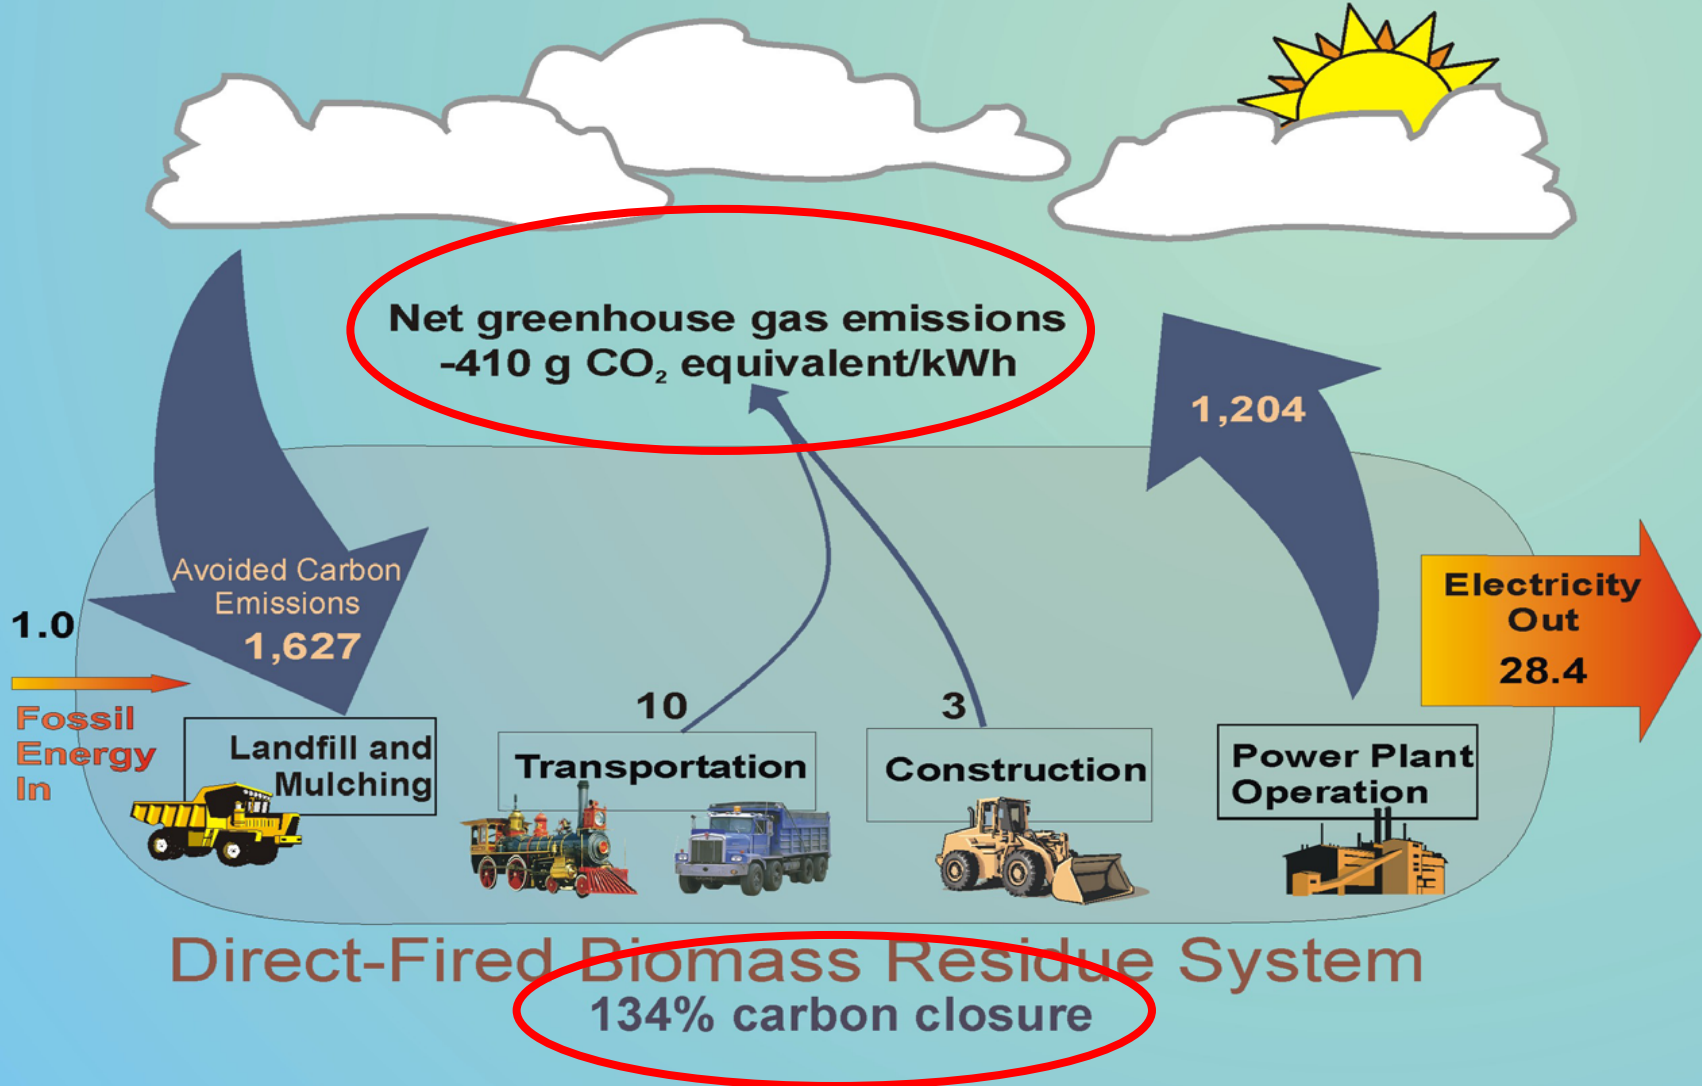 Net greenhouse gas emissions
-410 g CO₂ equivalent/kWh
1,204
Avoided Carbon
Emissions
1,627
1.0
Fossil
Energy
In
Electricity
Out
28.4
Landfill and
Mulching
10
Transportation
3
Construction
Power Plant
Operation
Direct-Fired Biomass Residue System
134% carbon closure